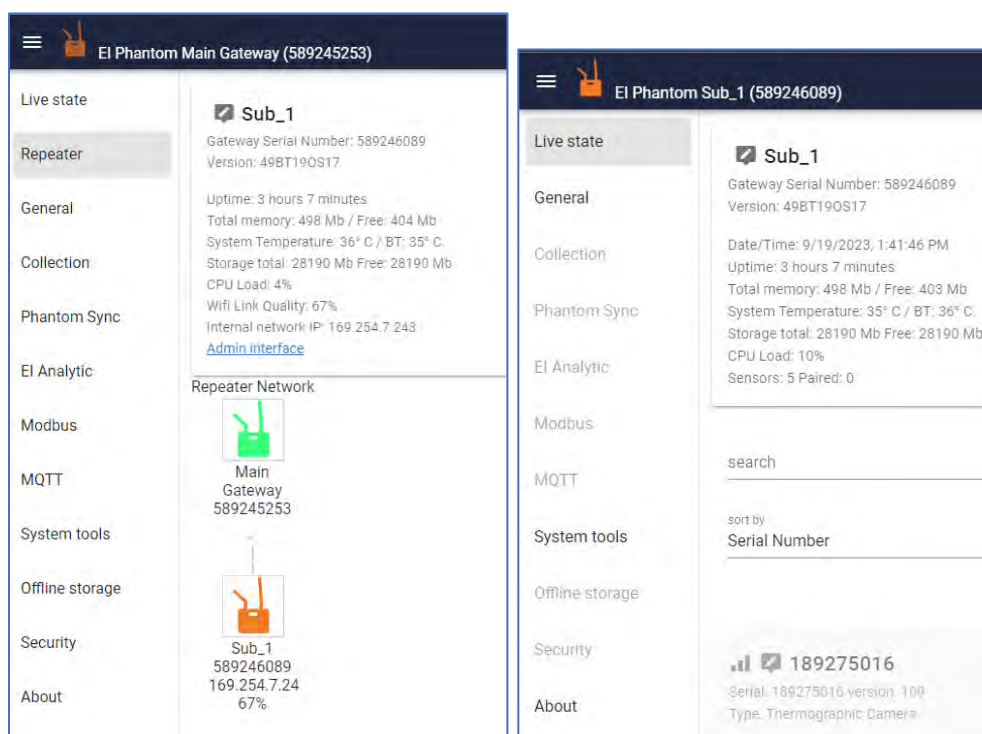 EI Phantom Main Gateway (589245253)
Live state
Repeater
General
Collection
Phantom Sync
EI Analytic
Modbus
MQTT
System tools
Offline storage
Security
About
Sub_1
Gateway Serial Number: 589246089
Version: 49BT19OS17
Uptime: 3 hours 7 minutes
Total memory: 498 Mb / Free: 404 Mb
System Temperature: 36° C / BT: 35° C.
Storage total: 28190 Mb Free: 28190 Mb
CPU Load: 4%
Wifi Link Quality: 67%
Internal network IP: 169.254.7.243
Admin interface
Repeater Network
Main
Gateway
589245253
Sub_1
589246089
169.254.7.24
67%
EI Phantom Sub_1 (589246089)
Live state
General
Collection
Phantom Sync
EI Analytic
Modbus
MQTT
System tools
Offline storage
Security
About
Sub_1
Gateway Serial Number: 589246089
Version: 49BT19OS17
Date/Time: 9/19/2023, 1:41:46 PM
Uptime: 3 hours 7 minutes
Total memory: 498 Mb / Free: 403 Mb
System Temperature: 35° C / BT: 36° C.
Storage total: 28190 Mb Free: 28190 Mb
CPU Load: 10%
Sensors: 5 Paired: 0
search
sort by
Serial Number
189275016
Serial: 189275016 version: 109
Type: Thermographic Camera